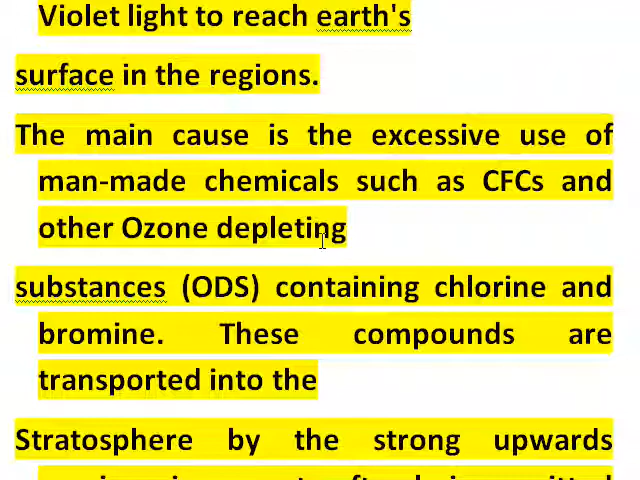 Violet light to reach earth's
surface in the regions.
The main cause is the excessive use of
man-made chemicals such as CFCs and
other Ozone depleting
substances (ODS) containing chlorine and
bromine. These compounds are
transported into the
Stratosphere by the strong upwards